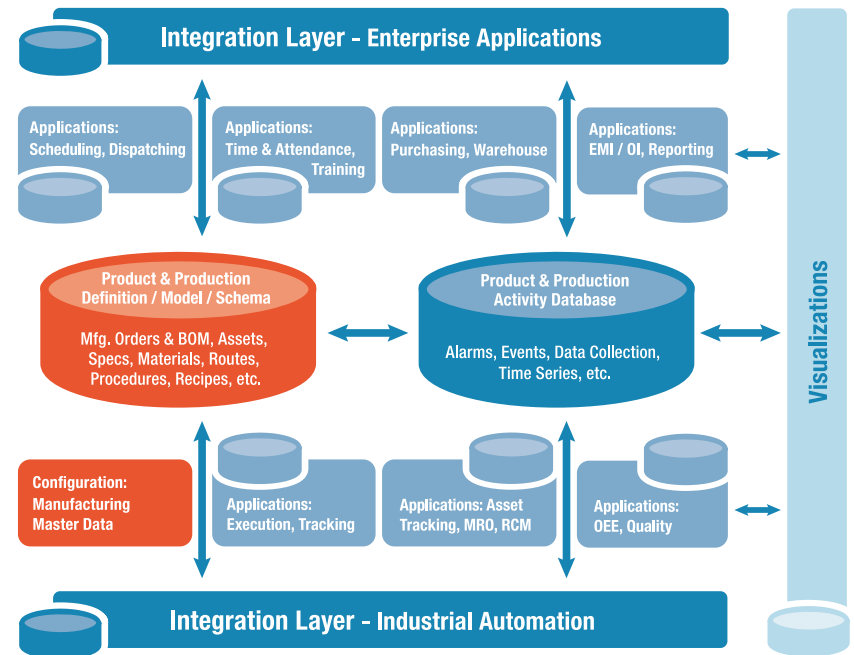 Integration Layer - Enterprise Applications
Applications:
Scheduling, Dispatching
Applications:
Time & Attendance,
Training
Applications:
Purchasing, Warehouse
Applications:
EMI / OI, Reporting
Product & Production
Definition / Model / Schema
Mfg. Orders & BOM, Assets,
Specs, Materials, Routes,
Procedures, Recipes, etc.
Product & Production
Activity Database
Alarms, Events, Data Collection,
Time Series, etc.
Visualizations
Configuration:
Manufacturing
Master Data
Applications:
Execution, Tracking
Applications: Asset
Tracking, MRO, RCM
Applications:
OEE, Quality
Integration Layer - Industrial Automation